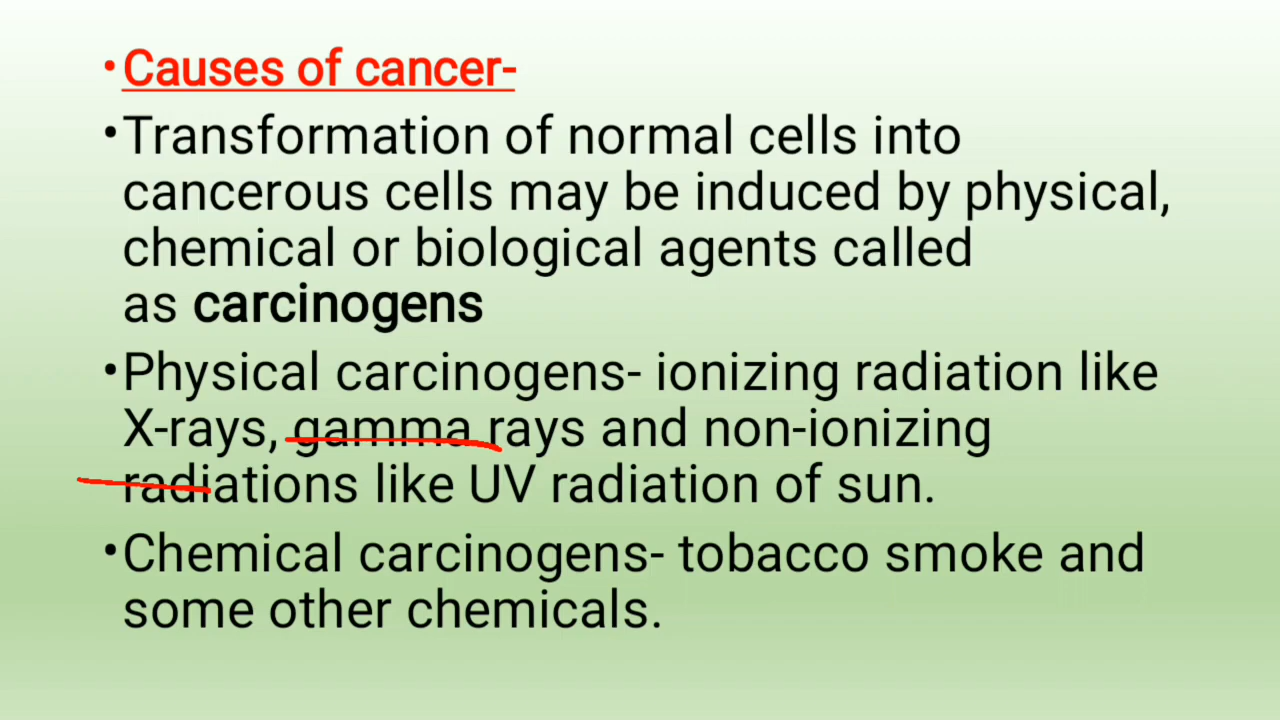 •Causes of cancer-
•Transformation of normal cells into
cancerous cells may be induced by physical,
chemical or biological agents called
as carcinogens
•Physical carcinogens- ionizing radiation like
X-rays, gamma rays and non-ionizing
radiations like UV radiation of sun.
•Chemical carcinogens- tobacco smoke and
some other chemicals.